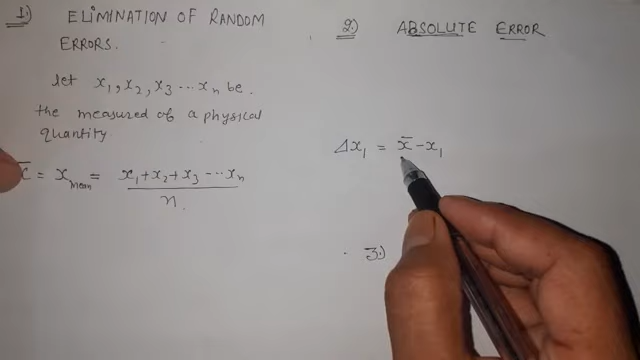 1.) ELIMINATION OF RANDOM
ERRORS.
let x₁, x₂, x₃ ··· xₙ be.
the measured of a physical
quantity.
x̄ = x_mean = x₁+x₂+x₃ ···xₙ / n.
2.) ABSOLUTE ERROR
Δx₁ = x̄ - x₁
3.)